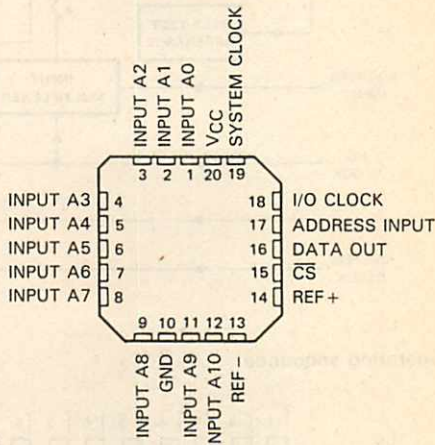 INPUT A2
INPUT A1
INPUT A0
VCC
SYSTEM CLOCK
3 2 1 20 19
INPUT A3 4
18 I/O CLOCK
INPUT A4 5
17 ADDRESS INPUT
INPUT A5 6
16 DATA OUT
INPUT A6 7
15 CS
INPUT A7 8
14 REF+
9 10 11 12 13
INPUT A8
GND
INPUT A9
INPUT A10
REF−